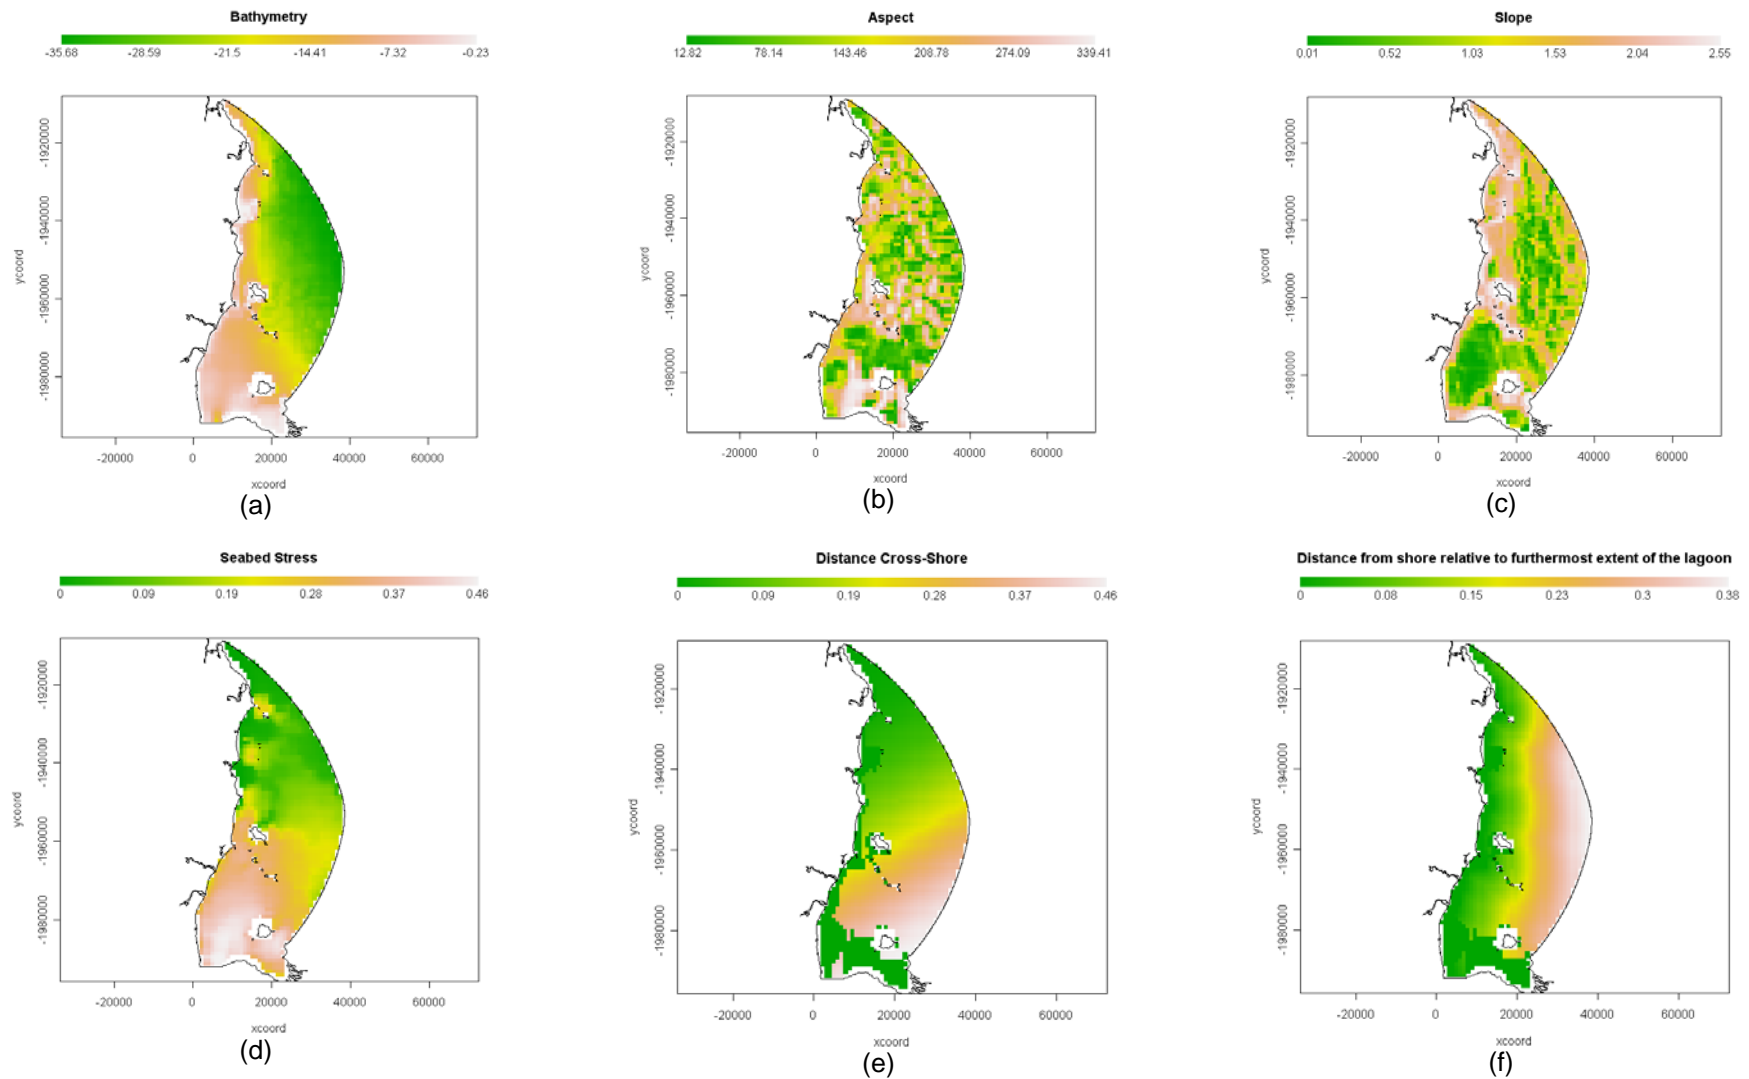 Bathymetry
-35.68 -28.59 -21.5 -14.41 -7.32 -0.23
ycoord
-1920000
-1940000
-1960000
-1980000
-20000 0 20000 40000 60000
xcoord
(a)
Aspect
12.82 78.14 143.46 208.78 274.09 339.41
ycoord
-1920000
-1940000
-1960000
-1980000
-20000 0 20000 40000 60000
xcoord
(b)
Slope
0.01 0.52 1.03 1.53 2.04 2.55
ycoord
-1920000
-1940000
-1960000
-1980000
-20000 0 20000 40000 60000
xcoord
(c)
Seabed Stress
0 0.09 0.19 0.28 0.37 0.46
ycoord
-1920000
-1940000
-1960000
-1980000
-20000 0 20000 40000 60000
xcoord
(d)
Distance Cross-Shore
0 0.09 0.19 0.28 0.37 0.46
ycoord
-1920000
-1940000
-1960000
-1980000
-20000 0 20000 40000 60000
xcoord
(e)
Distance from shore relative to furthermost extent of the lagoon
0 0.08 0.15 0.23 0.3 0.38
ycoord
-1920000
-1940000
-1960000
-1980000
-20000 0 20000 40000 60000
xcoord
(f)